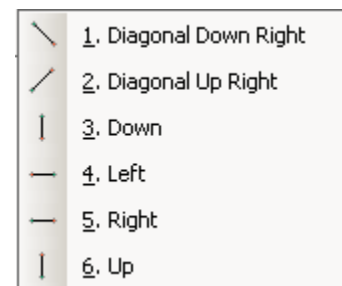 1. Diagonal Down Right
2. Diagonal Up Right
3. Down
4. Left
5. Right
6. Up